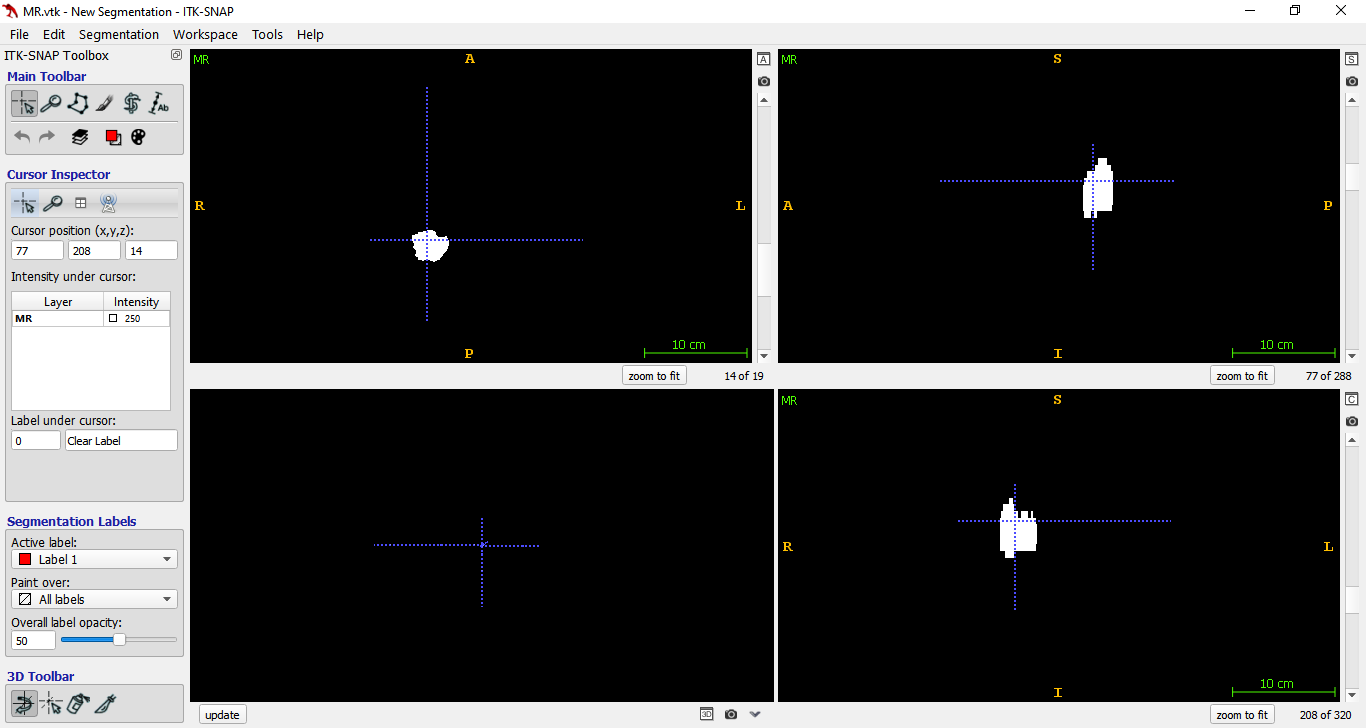 MR.vtk - New Segmentation - ITK-SNAP
File Edit Segmentation Workspace Tools Help
ITK-SNAP Toolbox
Main Toolbar
Ab
Cursor Inspector
Cursor position (x,y,z):
77 208 14
Intensity under cursor:
Layer Intensity
MR 250
Label under cursor:
0 Clear Label
Segmentation Labels
Active label:
Label 1
Paint over:
All labels
Overall label opacity:
50
3D Toolbar
MR A A
R L
10 cm
P
zoom to fit 14 of 19
MR S S
A P
10 cm
I
zoom to fit 77 of 288
update 3D
MR S C
R L
10 cm
I
zoom to fit 208 of 320